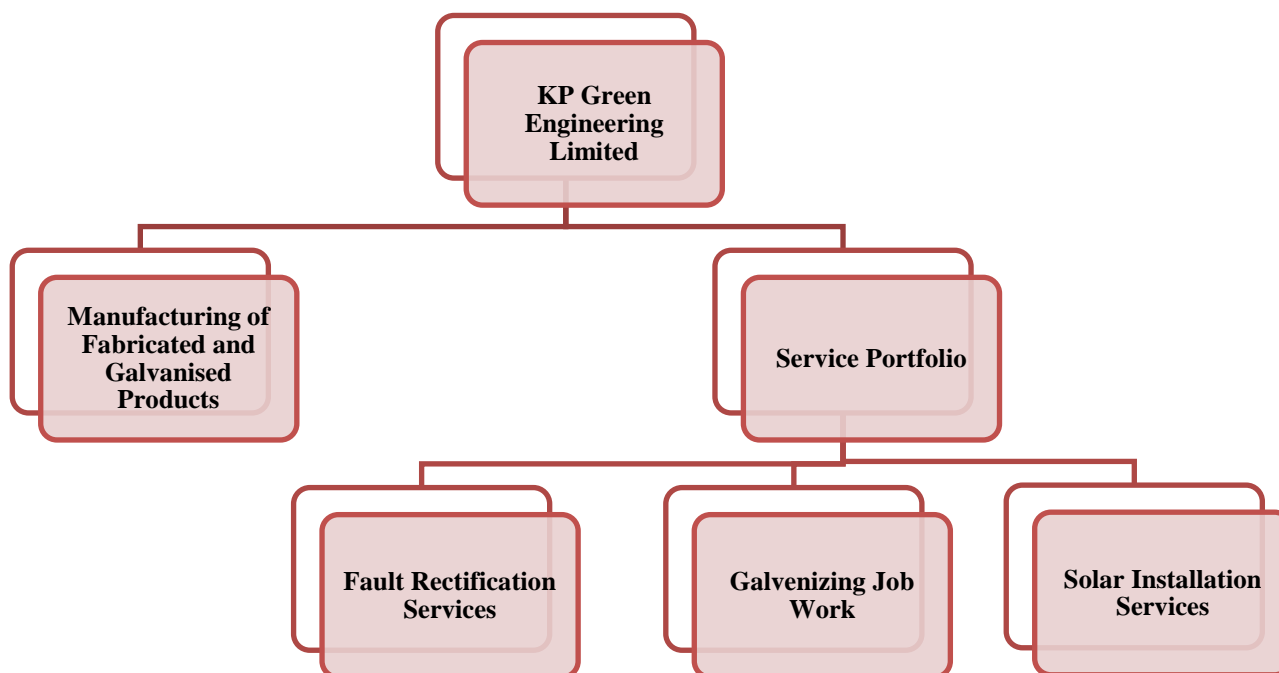 KP Green
Engineering
Limited
Manufacturing of
Fabricated and
Galvanised
Products
Service Portfolio
Fault Rectification
Services
Galvenizing Job
Work
Solar Installation
Services